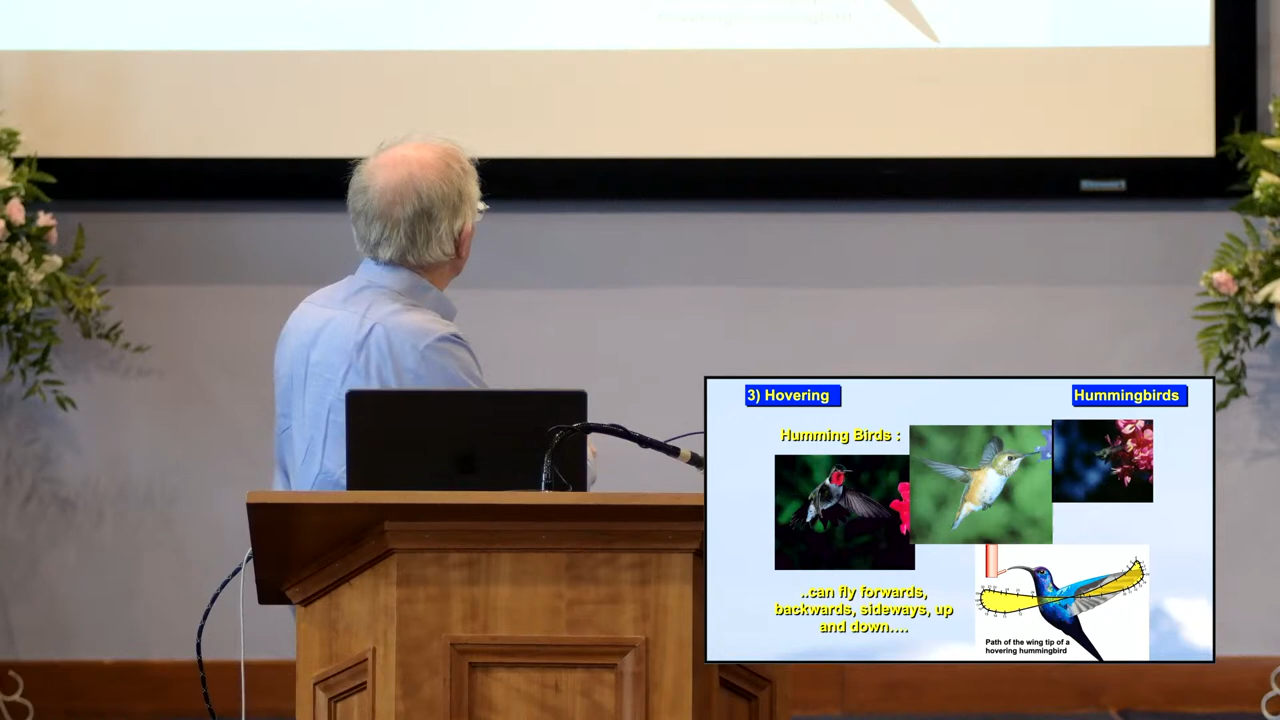 Stewart
3) Hovering
Hummingbirds
Humming Birds :
..can fly forwards,
backwards, sideways, up
and down....
Path of the wing tip of a
hovering hummingbird